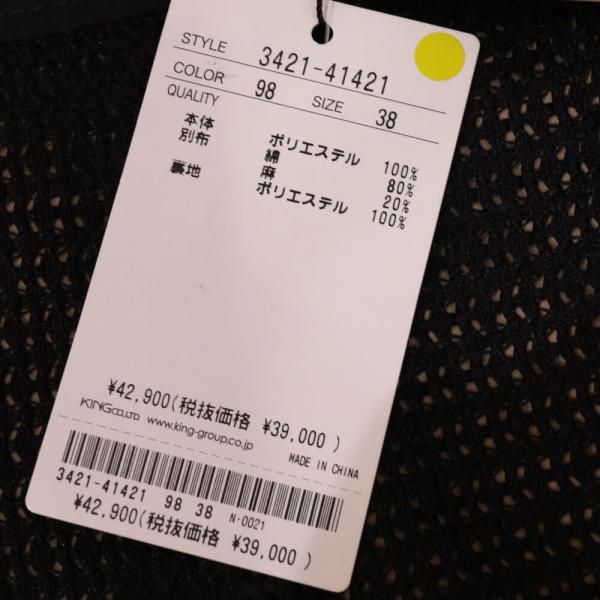 STYLE 3421-41421
COLOR 98 SIZE 38
QUALITY
本体 ポリエステル 100%
別布 綿 80%
麻 20%
裏地 ポリエステル 100%
¥42,900(税抜価格 ¥39,000)
KING CO.,LTD. www.king-group.co.jp MADE IN CHINA
3421-41421 98 38 N-0021
¥42,900(税抜価格 ¥39,000)